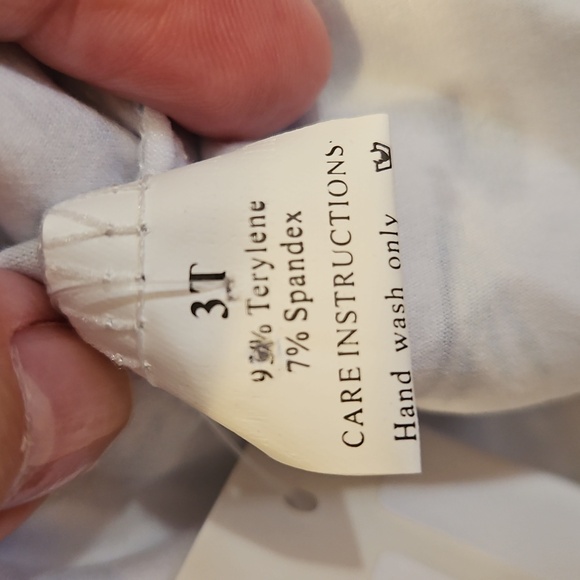 3T
Terylene
7% Spandex
CARE INSTRUCTIONS:
Hand wash only